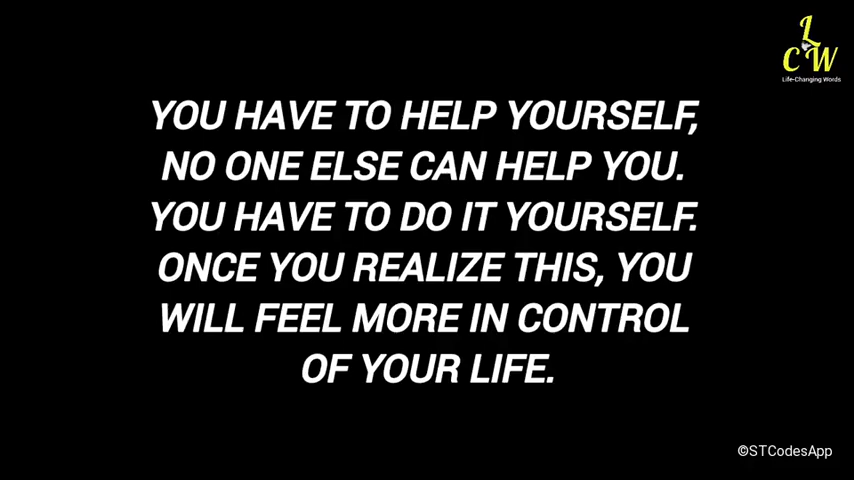 L
C W
Life-Changing Words
YOU HAVE TO HELP YOURSELF,
NO ONE ELSE CAN HELP YOU.
YOU HAVE TO DO IT YOURSELF.
ONCE YOU REALIZE THIS, YOU
WILL FEEL MORE IN CONTROL
OF YOUR LIFE.
©STCodesApp